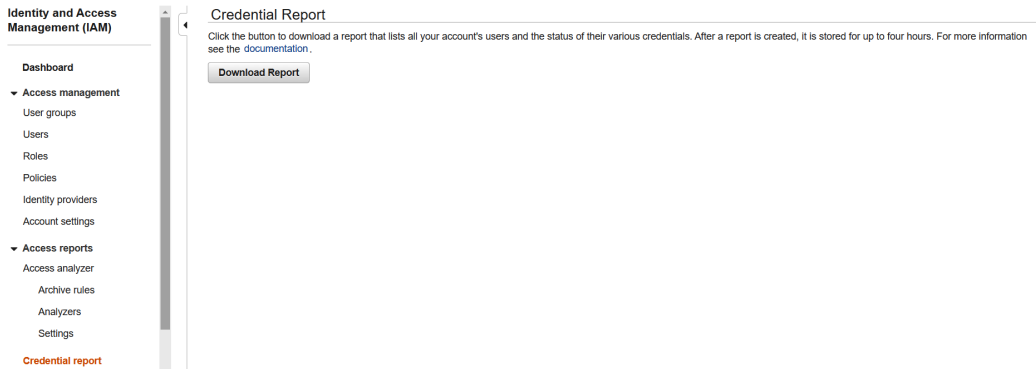 Identity and Access
Management (IAM)
Dashboard
Access management
User groups
Users
Roles
Policies
Identity providers
Account settings
Access reports
Access analyzer
Archive rules
Analyzers
Settings
Credential report
Credential Report
Click the button to download a report that lists all your account's users and the status of their various credentials. After a report is created, it is stored for up to four hours. For more information
see the documentation.
Download Report